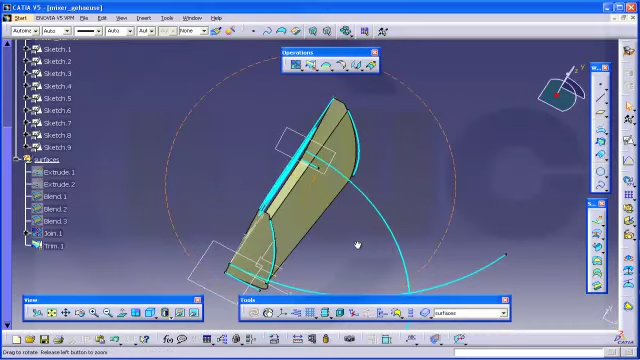 CATIA V5 - [mixer_gehaeuse]
Start ENOVIA V5 VPM File Edit View Insert Tools Window Help
Auto Auto Aut None
Sketch.1
Sketch.2
Sketch.3
Sketch.4
Sketch.5
Sketch.6
Sketch.7
Sketch.8
Sketch.9
surfaces
Extrude.1
Extrude.2
Blend.1
Blend.2
Blend.3
Join.1
Trim.1
Operations
View
Tools
surfaces
Drag to rotate. Release left button to zoom